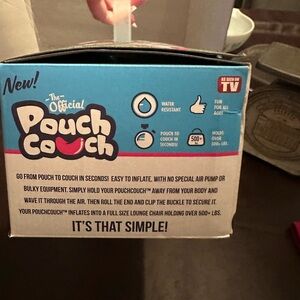 New!
AS SEEN ON
TV
The
Official
Pouch
Couch
WATER
RESISTANT
FUN
FOR ALL
AGES!
POUCH TO
COUCH IN
SECONDS!
500+
HOLDS
OVER
500+ LBS.
GO FROM POUCH TO COUCH IN SECONDS! EASY TO INFLATE, WITH NO SPECIAL AIR PUMP OR
BULKY EQUIPMENT. SIMPLY HOLD YOUR POUCHCOUCH™ AWAY FROM YOUR BODY AND
WAVE IT THROUGH THE AIR, THEN ROLL THE END AND CLIP THE BUCKLE TO SECURE IT.
YOUR POUCHCOUCH™ INFLATES INTO A FULL SIZE LOUNGE CHAIR HOLDING OVER 500+ LBS.
IT'S THAT SIMPLE!